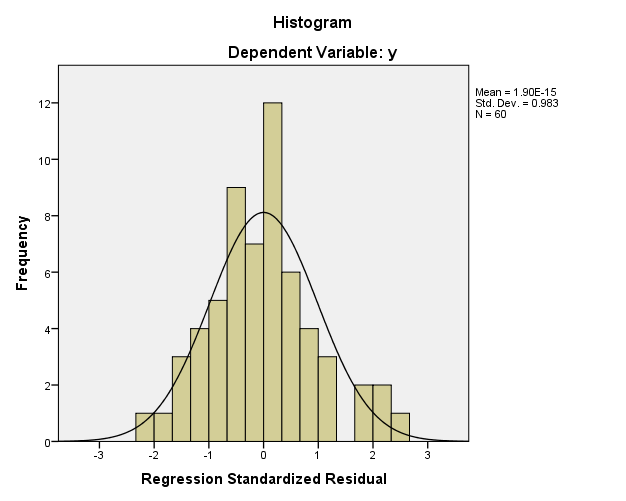 Histogram
Dependent Variable: y
Mean = 1.90E-15
Std. Dev. = 0.983
N = 60
Frequency
12
10
8
6
4
2
0
-3 -2 -1 0 1 2 3
Regression Standardized Residual